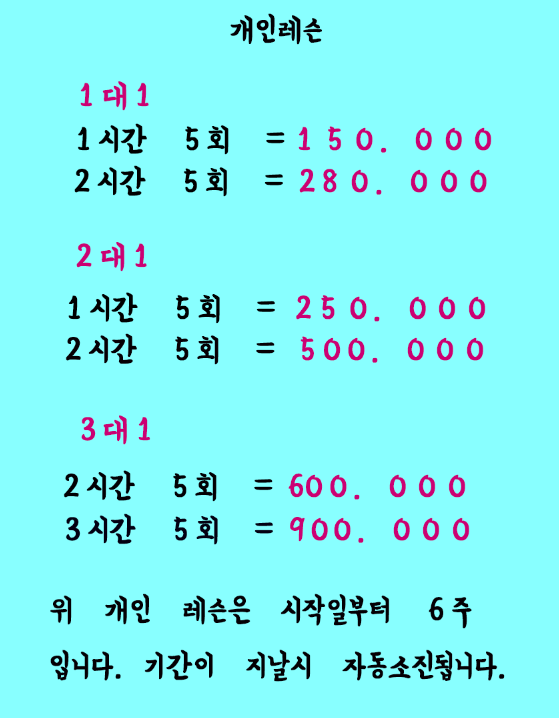 개인레슨
1대1
1시간 5회 = 150.000
2시간 5회 = 280.000
2대1
1시간 5회 = 250.000
2시간 5회 = 500.000
3대1
2시간 5회 = 600.000
3시간 5회 = 900.000
위 개인 레슨은 시작일부터 6주
입니다. 기간이 지날시 자동소진됩니다.